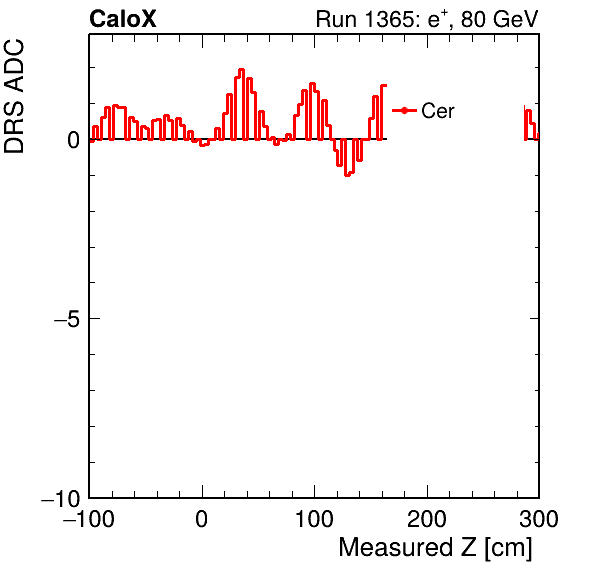 CaloX Run 1365: e⁺, 80 GeV
DRS ADC
Cer
0
−5
−10
−100 0 100 200 300
Measured Z [cm]